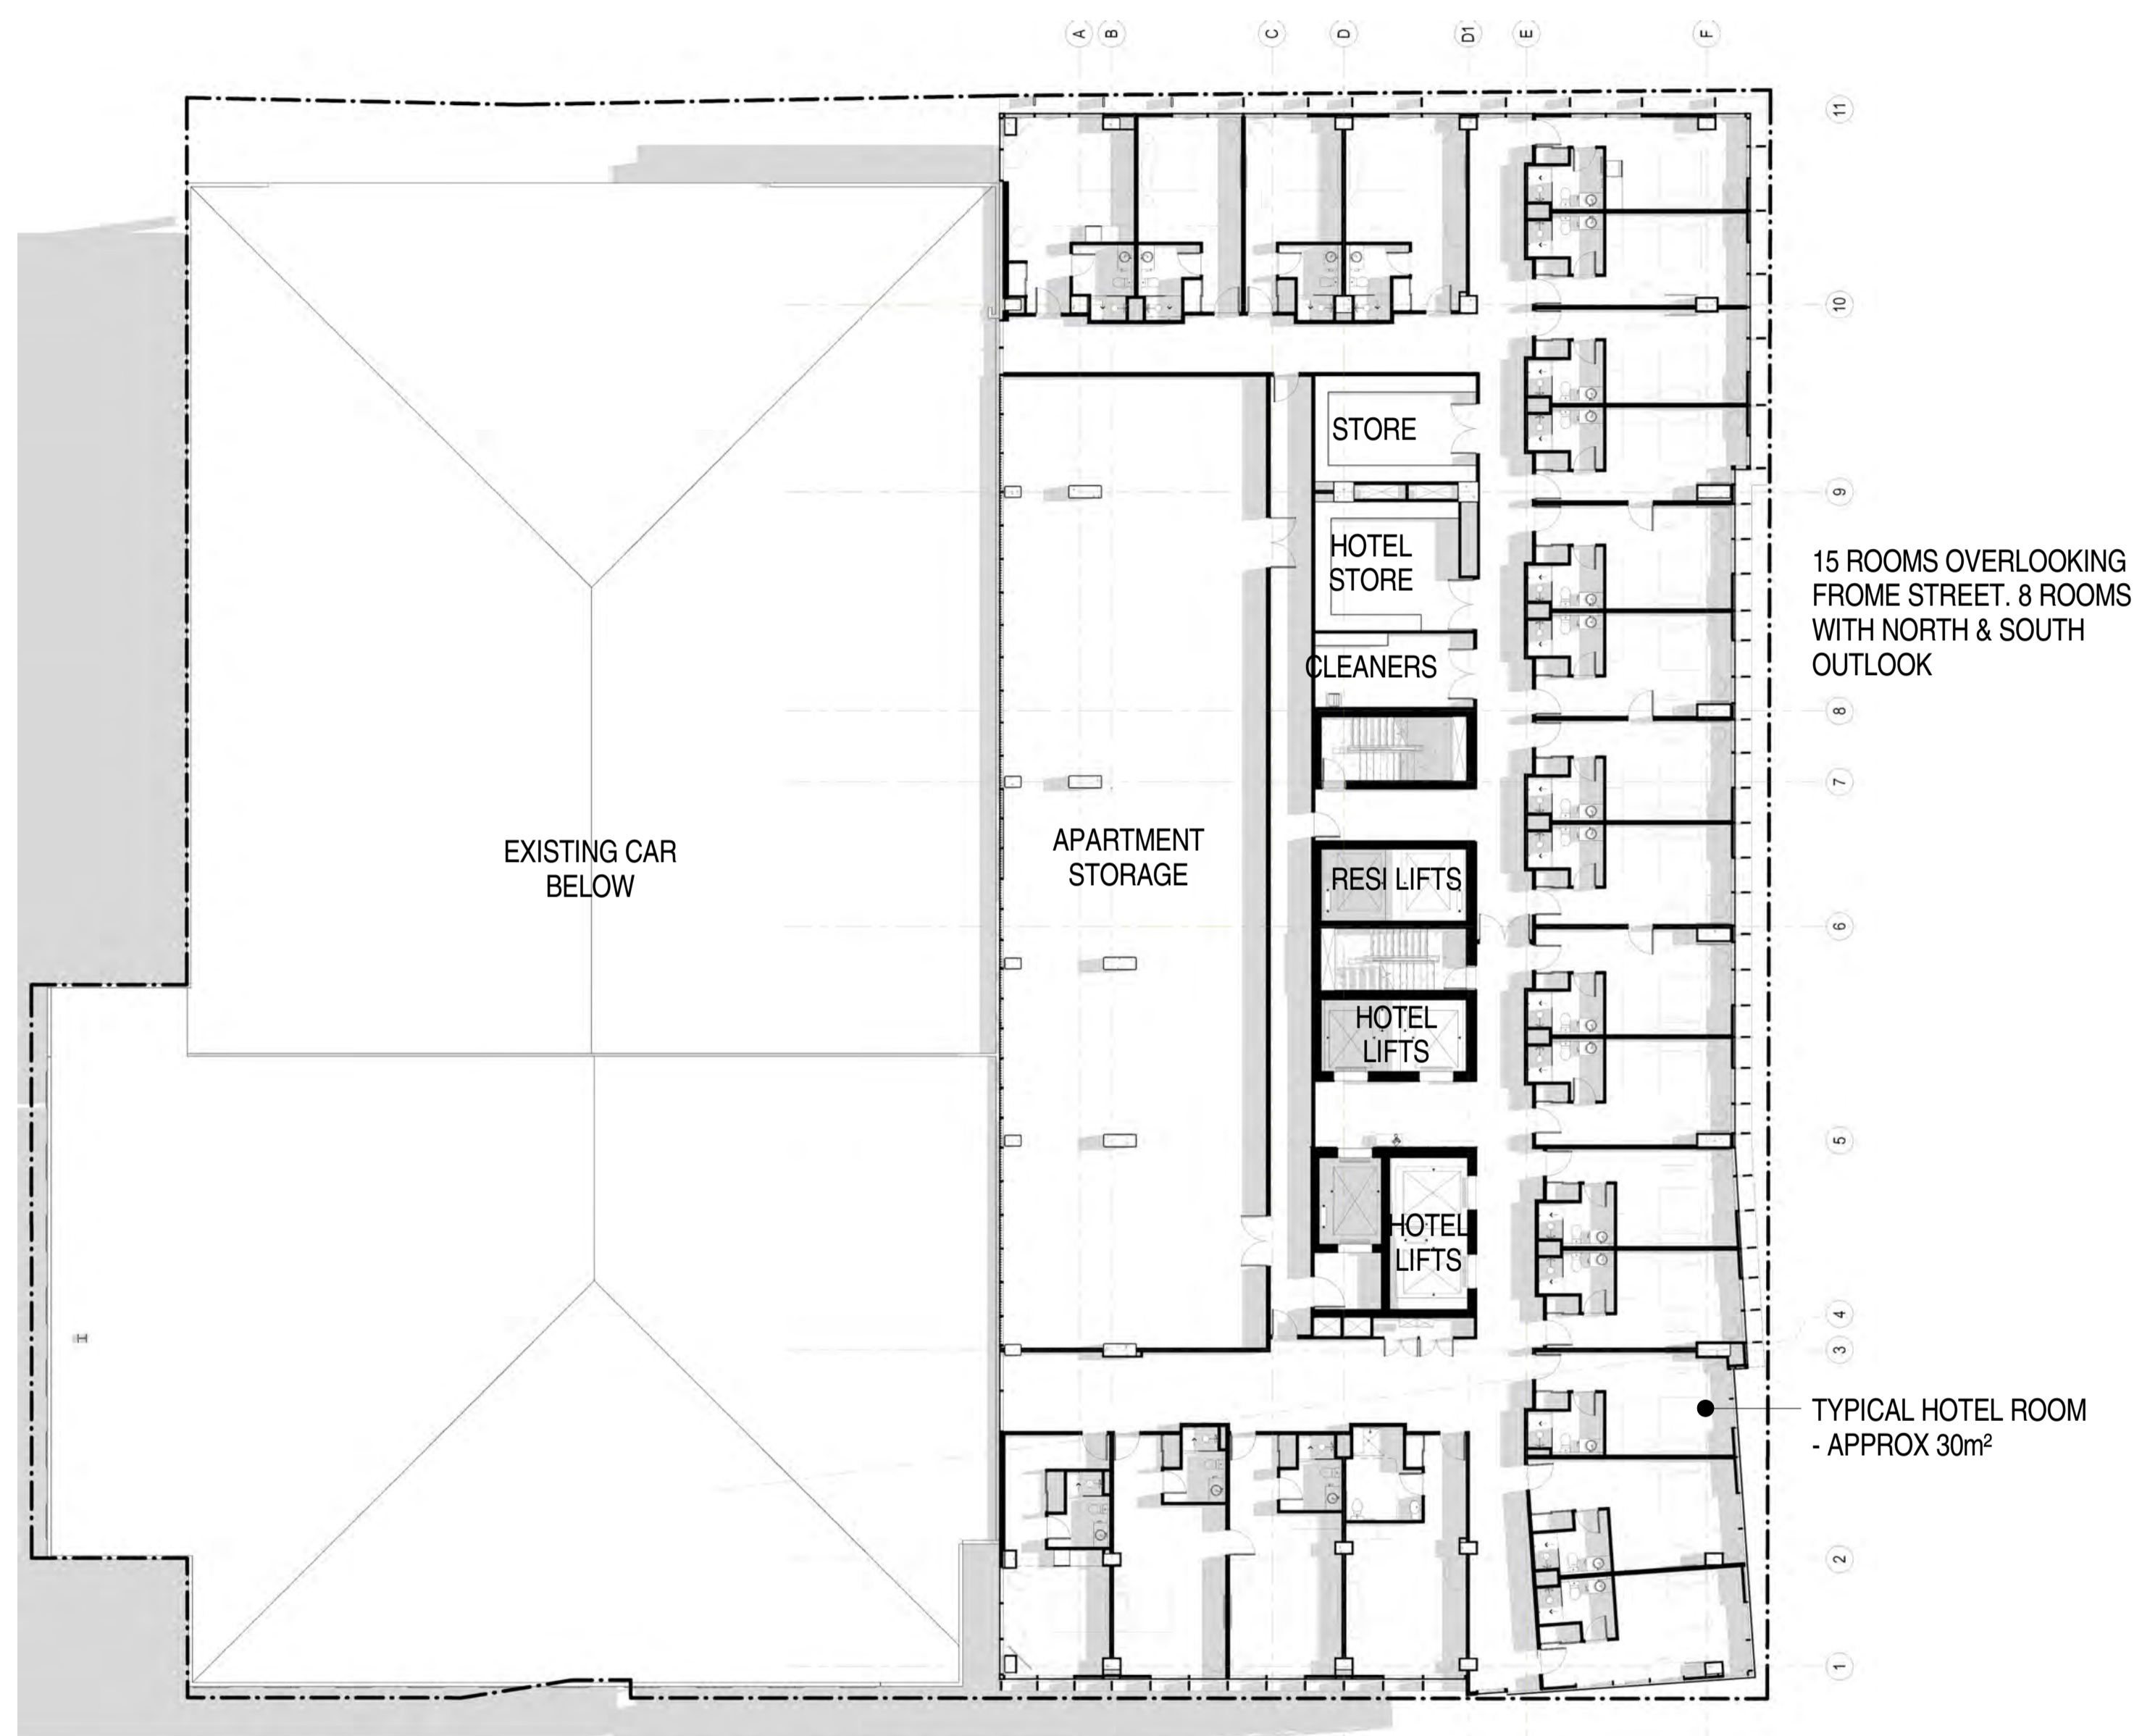 A
B
C
D
D1
E
F
11
10
STORE
9
HOTEL
STORE
15 ROOMS OVERLOOKING
FROME STREET. 8 ROOMS
WITH NORTH & SOUTH
OUTLOOK
CLEANERS
8
7
EXISTING CAR
BELOW
APARTMENT
STORAGE
RESI LIFTS
6
HOTEL
LIFTS
5
HOTEL
LIFTS
4
3
TYPICAL HOTEL ROOM
- APPROX 30m²
2
1